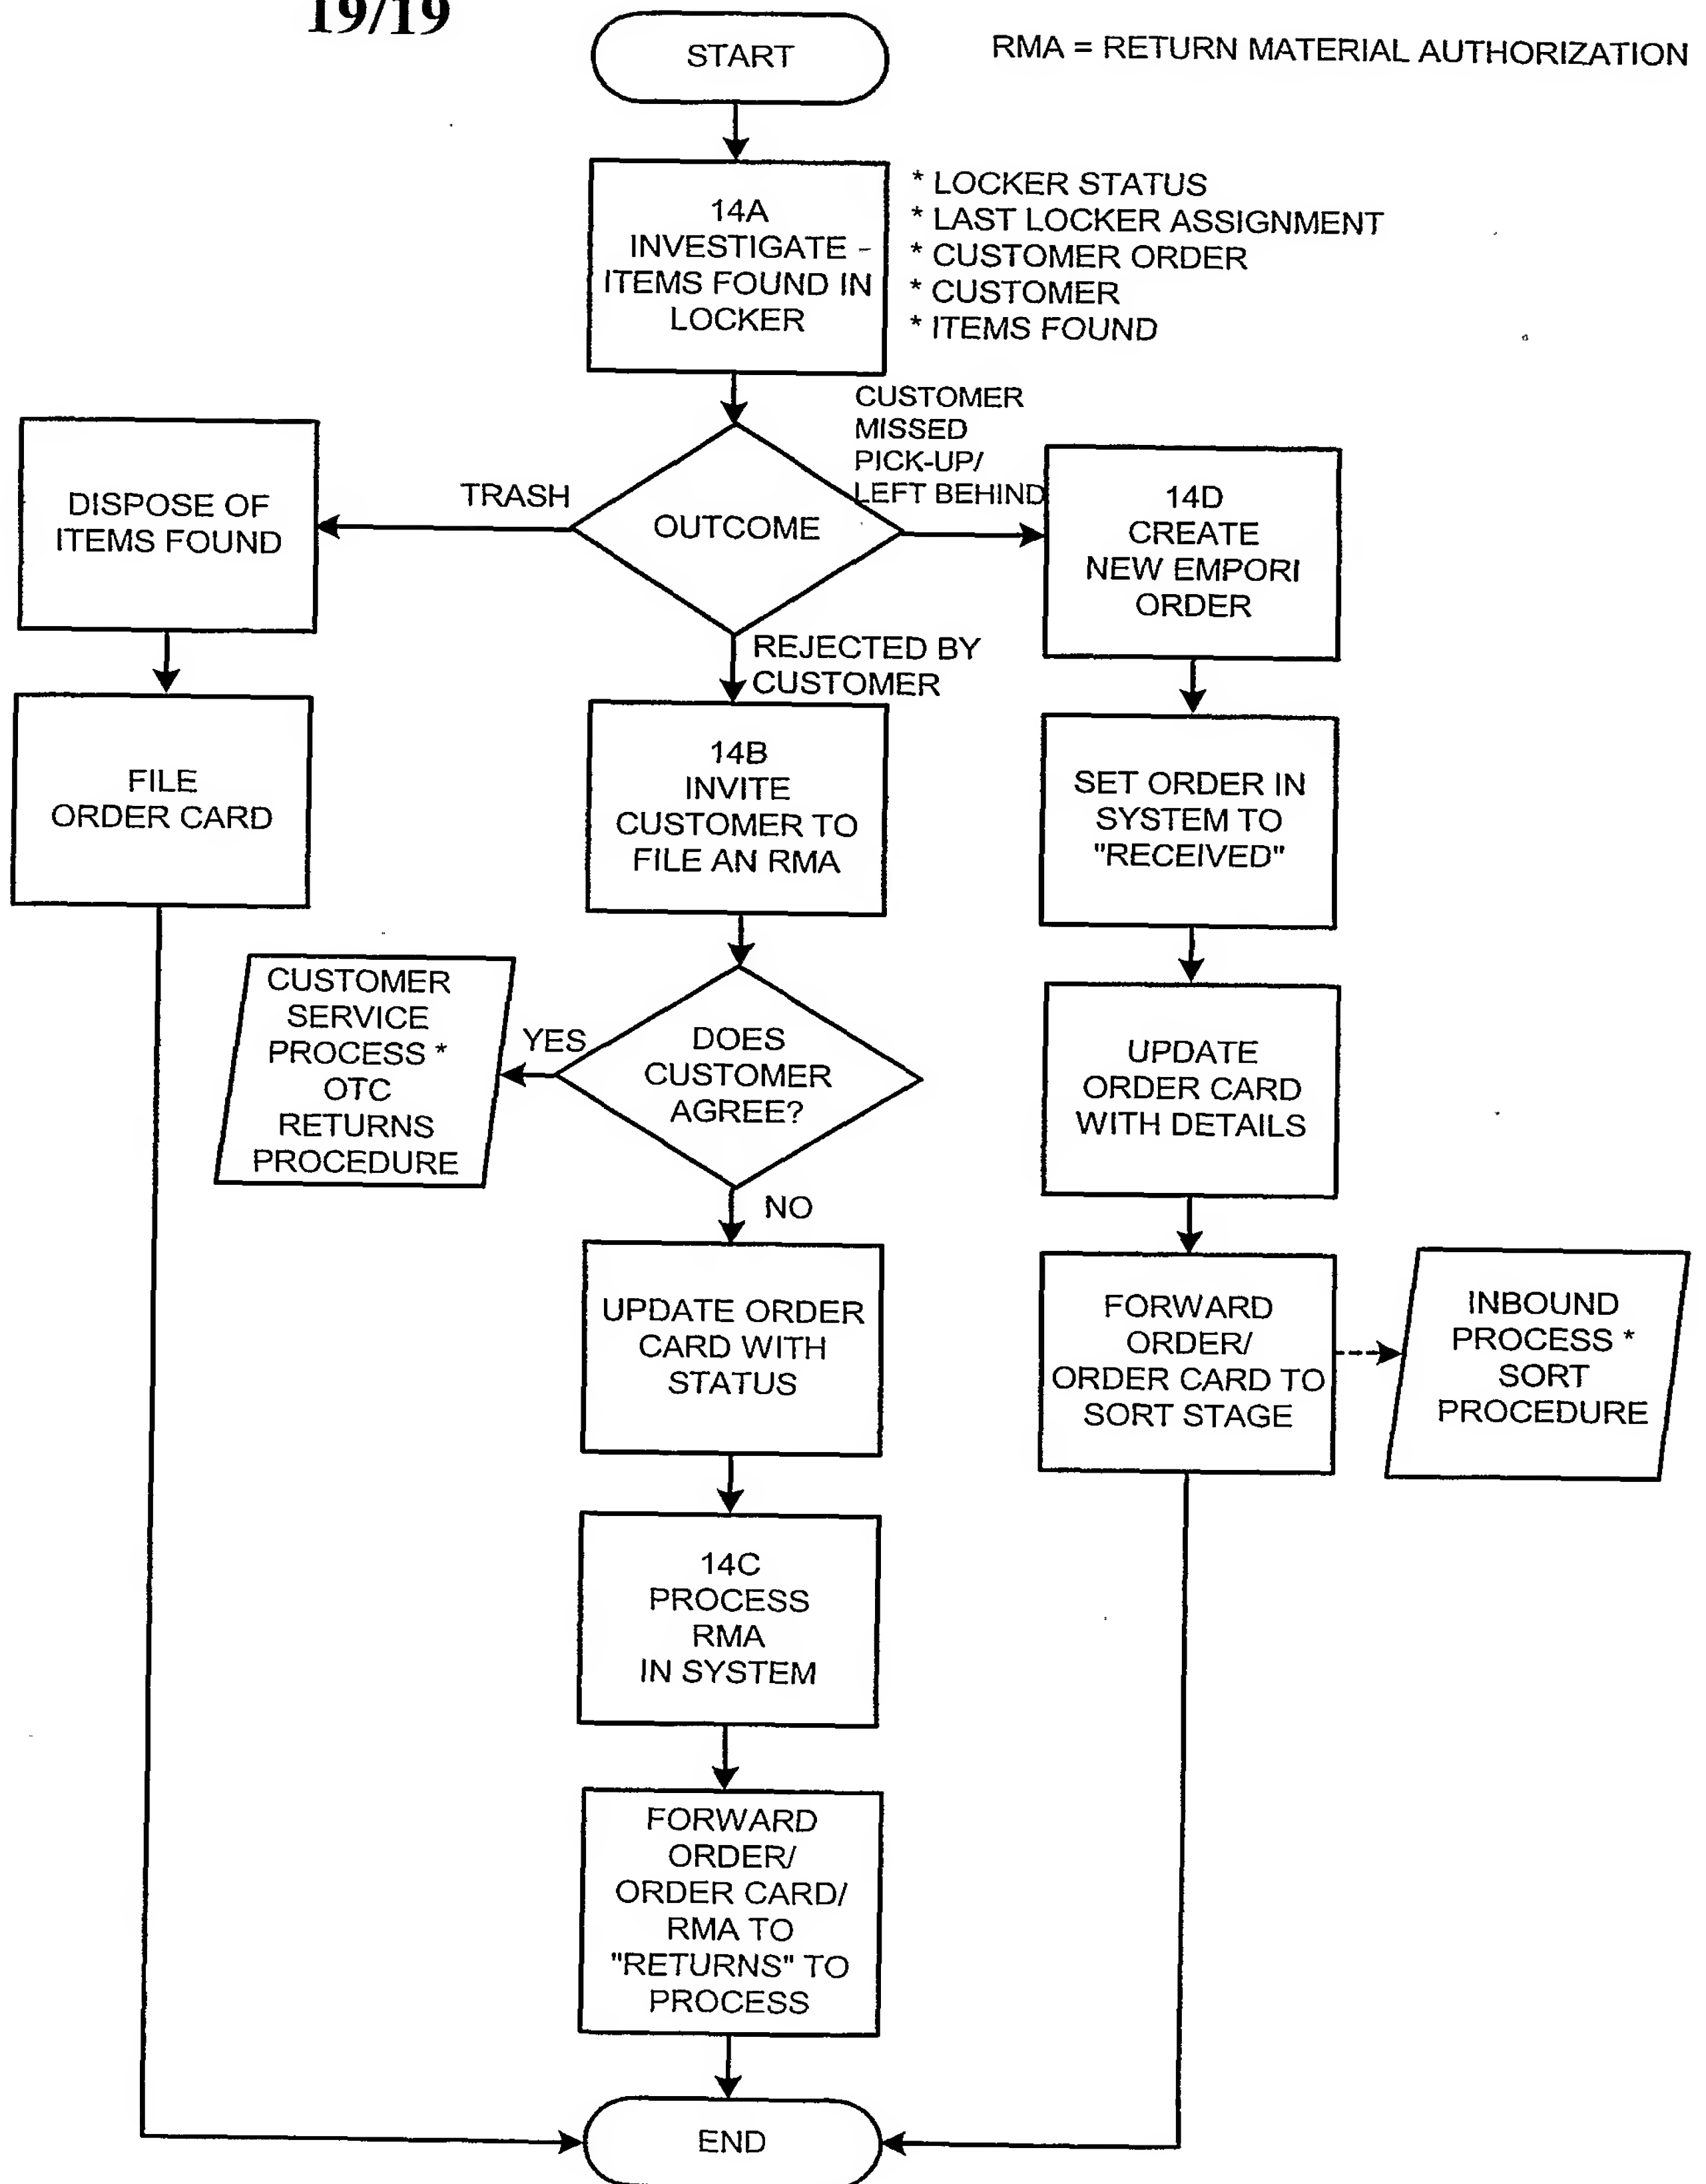 19/19
START
RMA = RETURN MATERIAL AUTHORIZATION
14A
INVESTIGATE -
ITEMS FOUND IN
LOCKER
* LOCKER STATUS
* LAST LOCKER ASSIGNMENT
* CUSTOMER ORDER
* CUSTOMER
* ITEMS FOUND
OUTCOME
TRASH
DISPOSE OF
ITEMS FOUND
FILE
ORDER CARD
CUSTOMER
MISSED
PICK-UP/
LEFT BEHIND
14D
CREATE
NEW EMPORI
ORDER
REJECTED BY
CUSTOMER
14B
INVITE
CUSTOMER TO
FILE AN RMA
SET ORDER IN
SYSTEM TO
"RECEIVED"
DOES
CUSTOMER
AGREE?
YES
CUSTOMER
SERVICE
PROCESS *
OTC
RETURNS
PROCEDURE
UPDATE
ORDER CARD
WITH DETAILS
NO
UPDATE ORDER
CARD WITH
STATUS
FORWARD
ORDER/
ORDER CARD TO
SORT STAGE
INBOUND
PROCESS *
SORT
PROCEDURE
14C
PROCESS
RMA
IN SYSTEM
FORWARD
ORDER/
ORDER CARD/
RMA TO
"RETURNS" TO
PROCESS
END